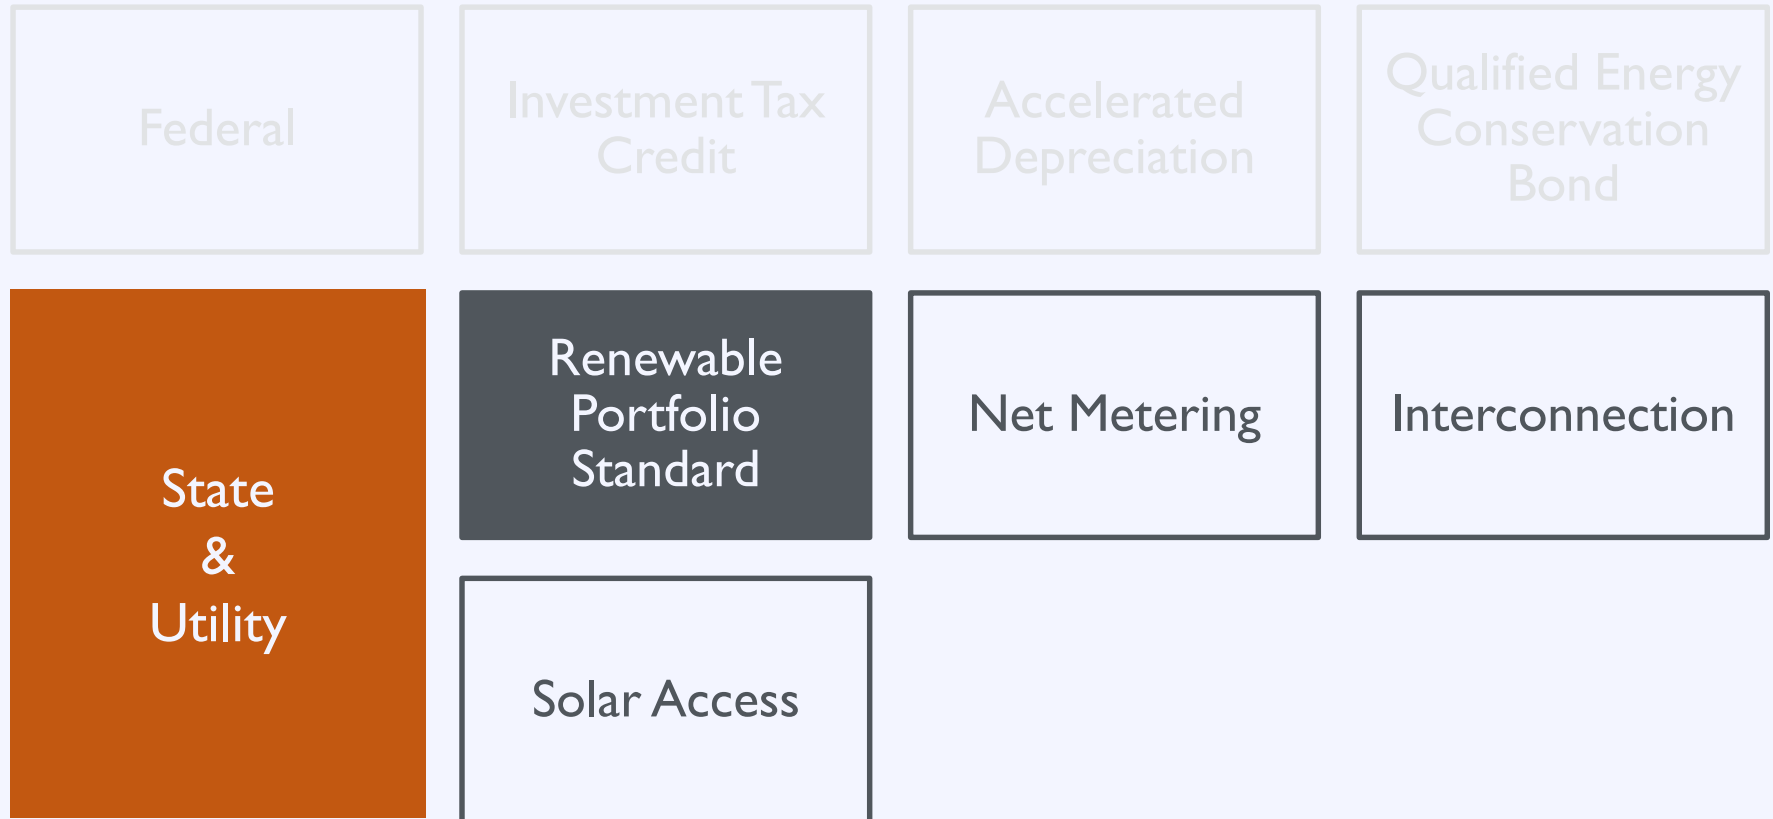 Federal
Investment Tax
Credit
Accelerated
Depreciation
Qualified Energy
Conservation
Bond
State
&
Utility
Renewable
Portfolio
Standard
Net Metering
Interconnection
Solar Access